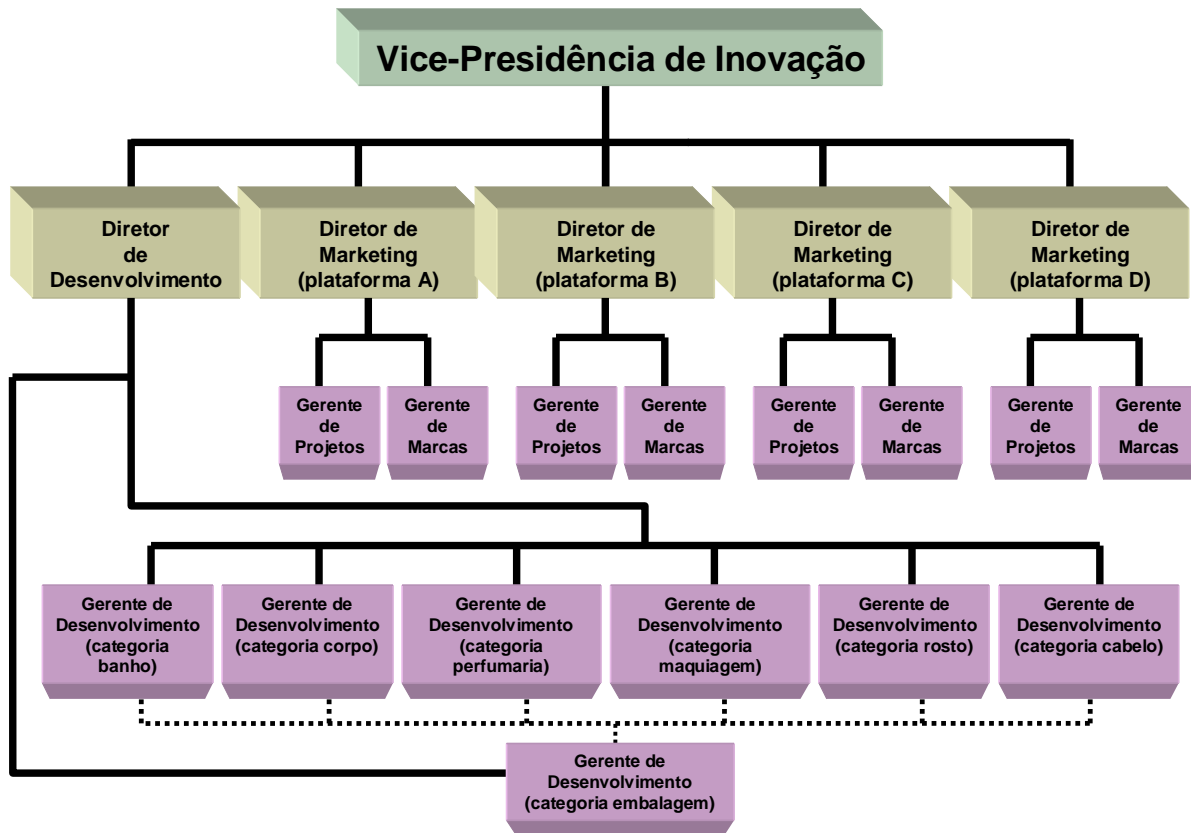 Vice-Presidência de Inovação
Diretor
de
Desenvolvimento
Diretor de
Marketing
(plataforma A)
Diretor de
Marketing
(plataforma B)
Diretor de
Marketing
(plataforma C)
Diretor de
Marketing
(plataforma D)
Gerente
de
Projetos
Gerente
de
Marcas
Gerente
de
Projetos
Gerente
de
Marcas
Gerente
de
Projetos
Gerente
de
Marcas
Gerente
de
Projetos
Gerente
de
Marcas
Gerente de
Desenvolvimento
(categoria
banho)
Gerente de
Desenvolvimento
(categoria corpo)
Gerente de
Desenvolvimento
(categoria
perfumaria)
Gerente de
Desenvolvimento
(categoria
maquiagem)
Gerente de
Desenvolvimento
(categoria rosto)
Gerente de
Desenvolvimento
(categoria cabelo)
Gerente de
Desenvolvimento
(categoria embalagem)